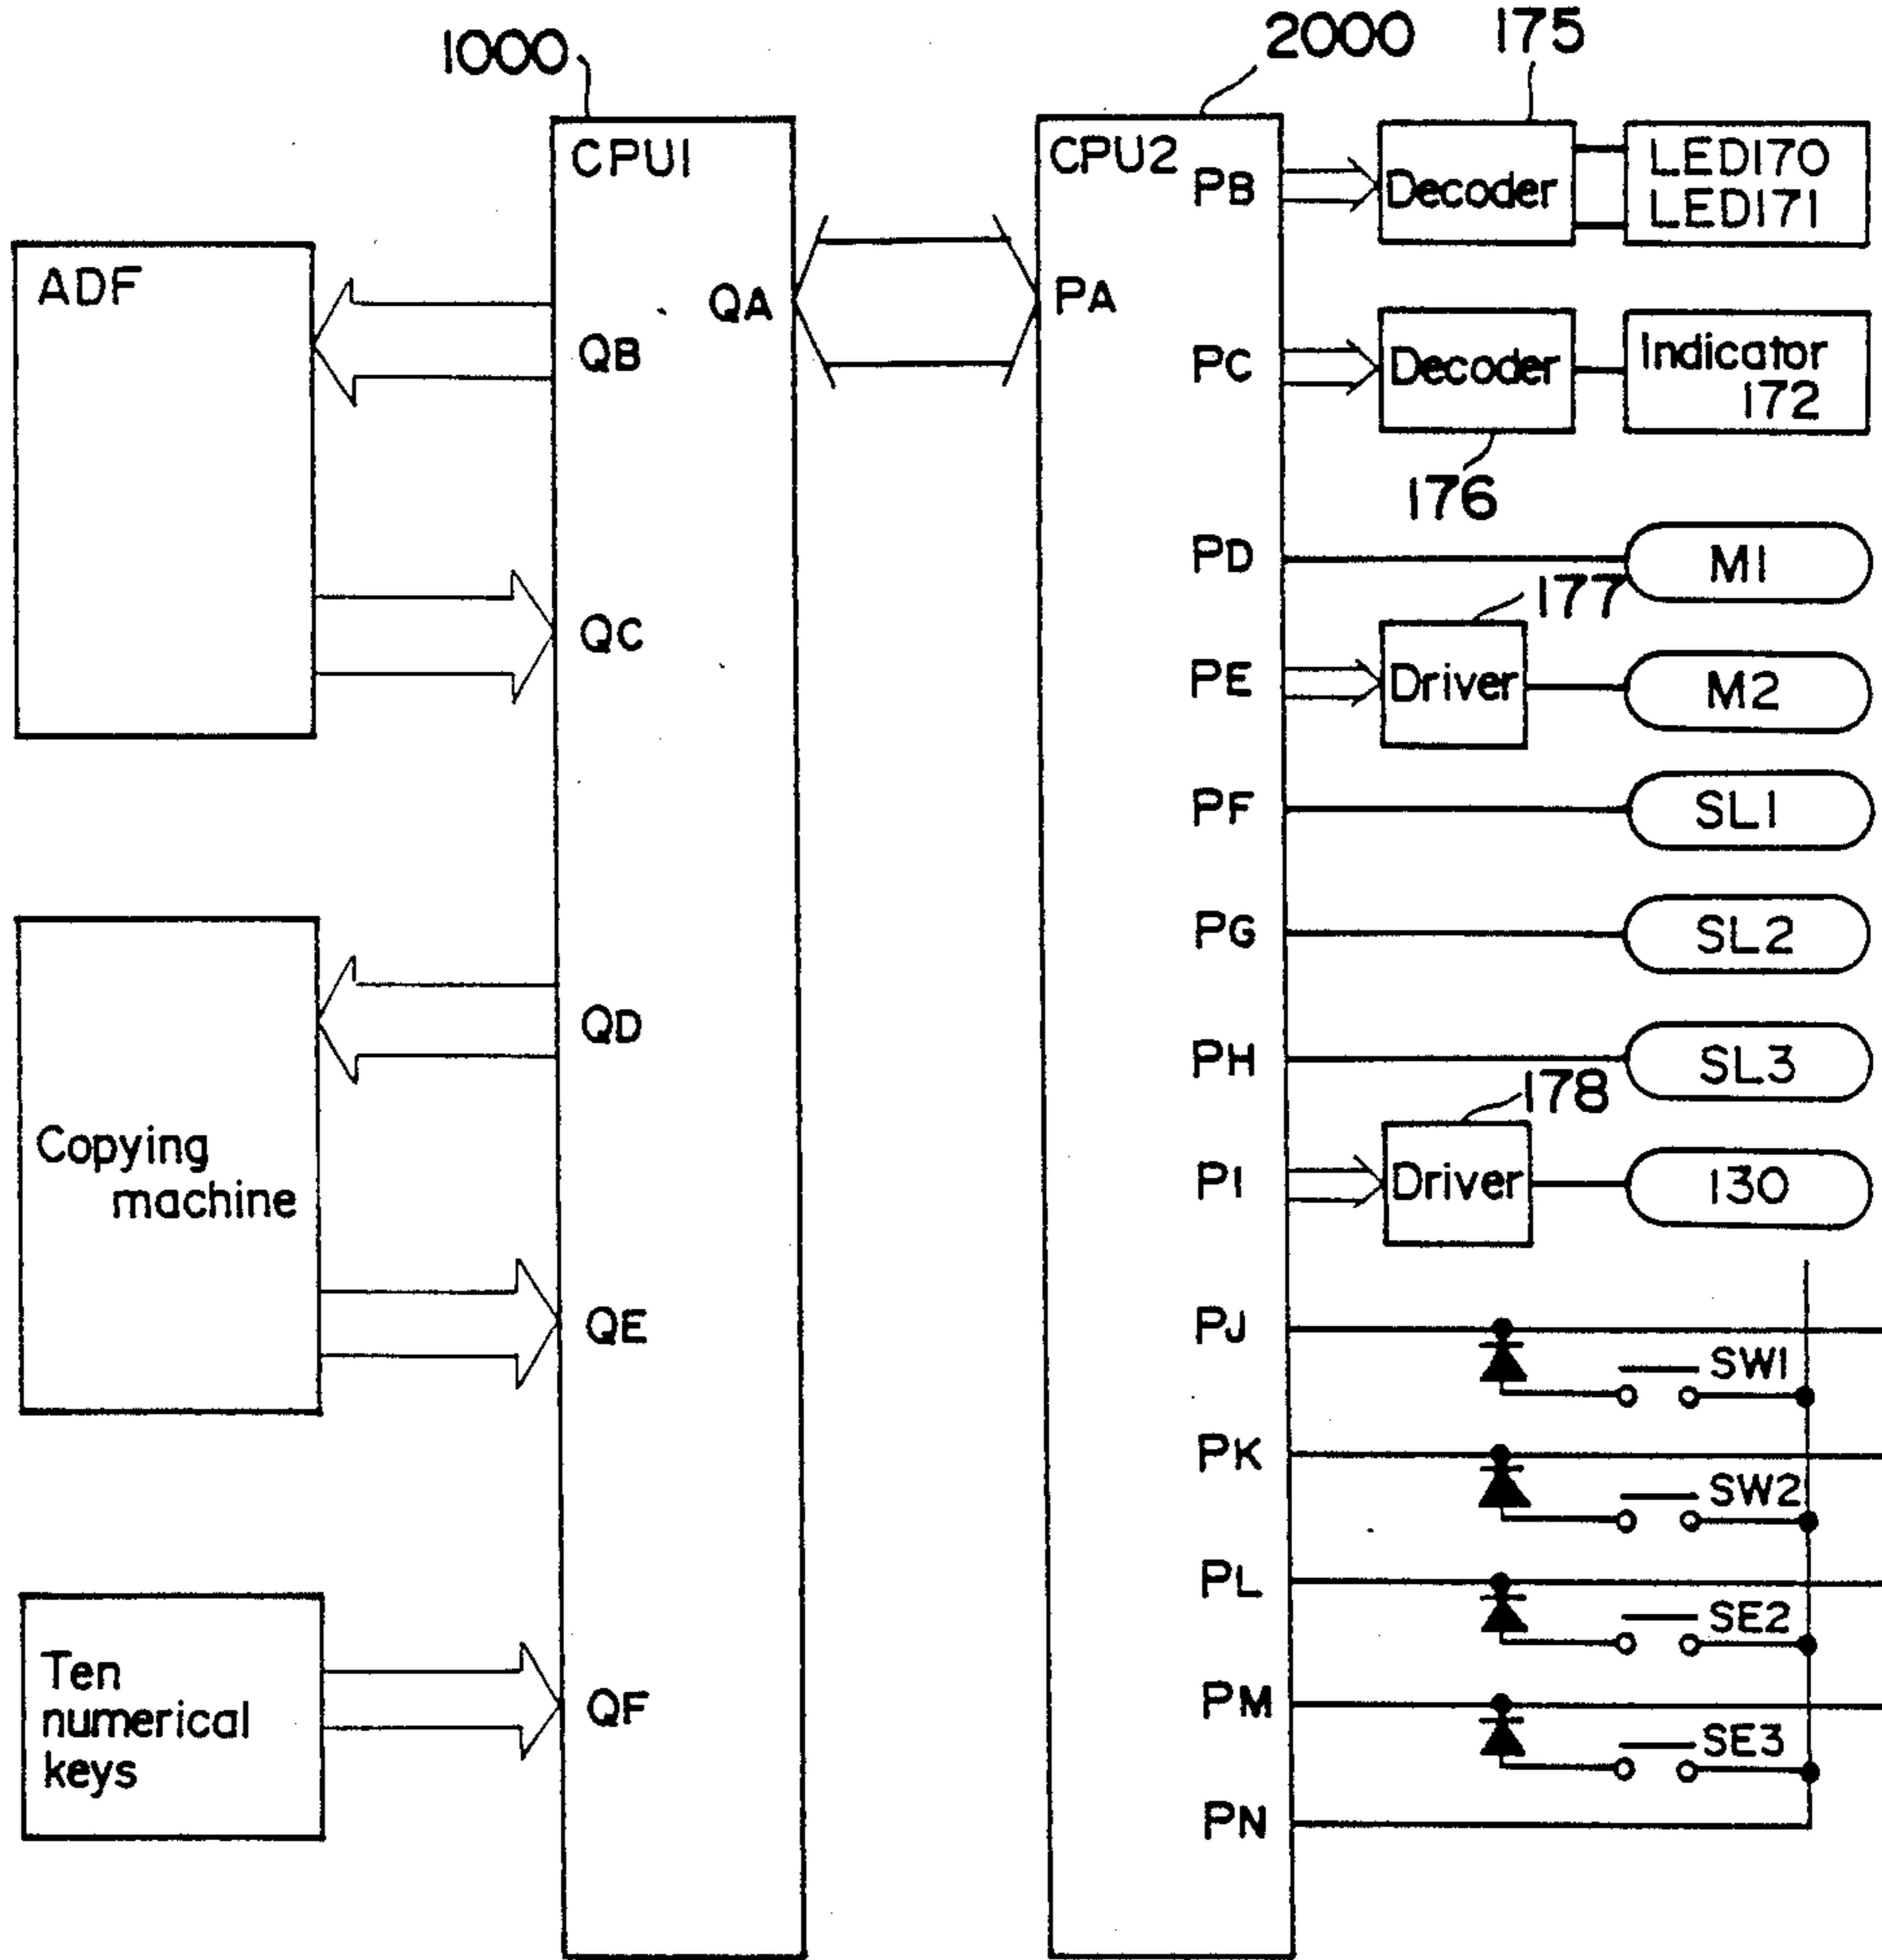 1000
2000
175
CPU1
CPU2
PB
Decoder
LED170
LED171
ADF
QB
QA
PA
PC
Decoder
Indicator
172
176
PD
M1
177
QC
PE
Driver
M2
PF
SL1
PG
SL2
QD
PH
SL3
178
Copying
machine
PI
Driver
130
QE
PJ
SW1
PK
SW2
PL
SE2
Ten
numerical
keys
QF
PM
SE3
PN